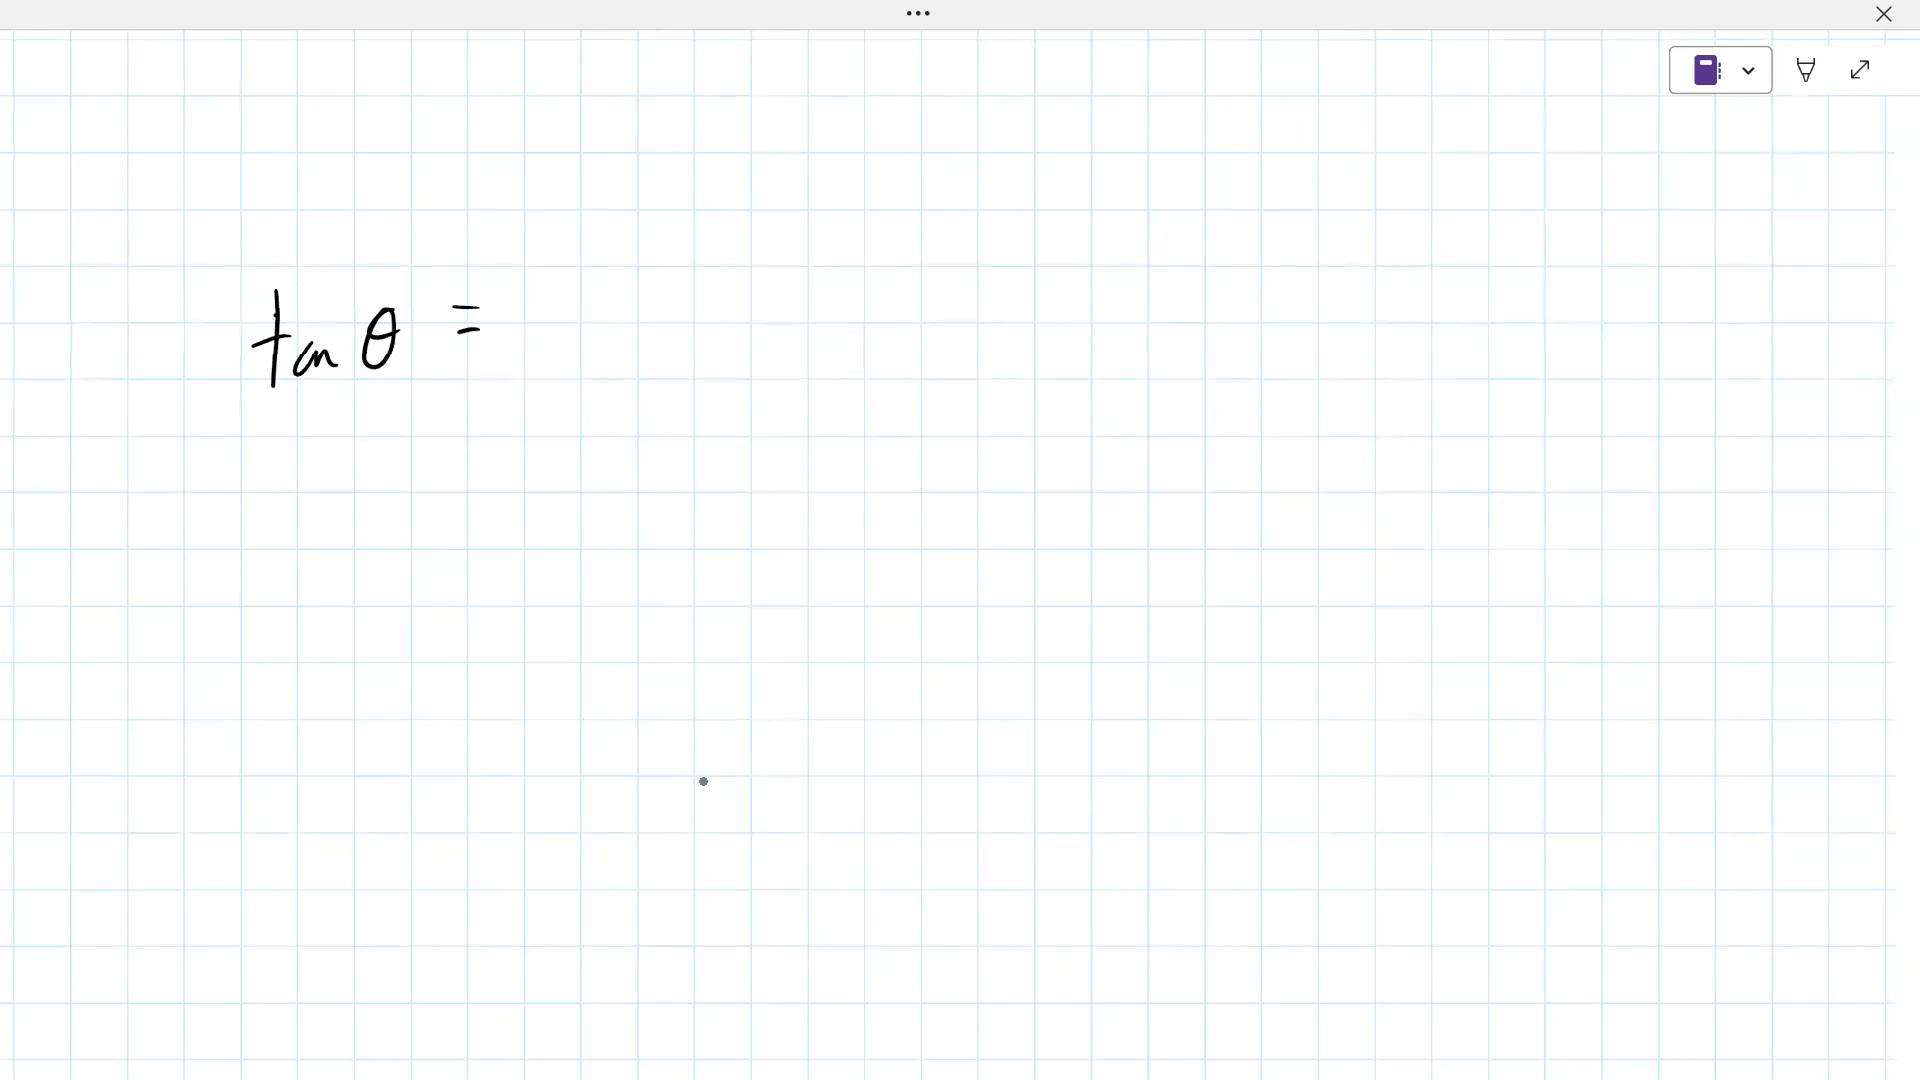 tan θ =